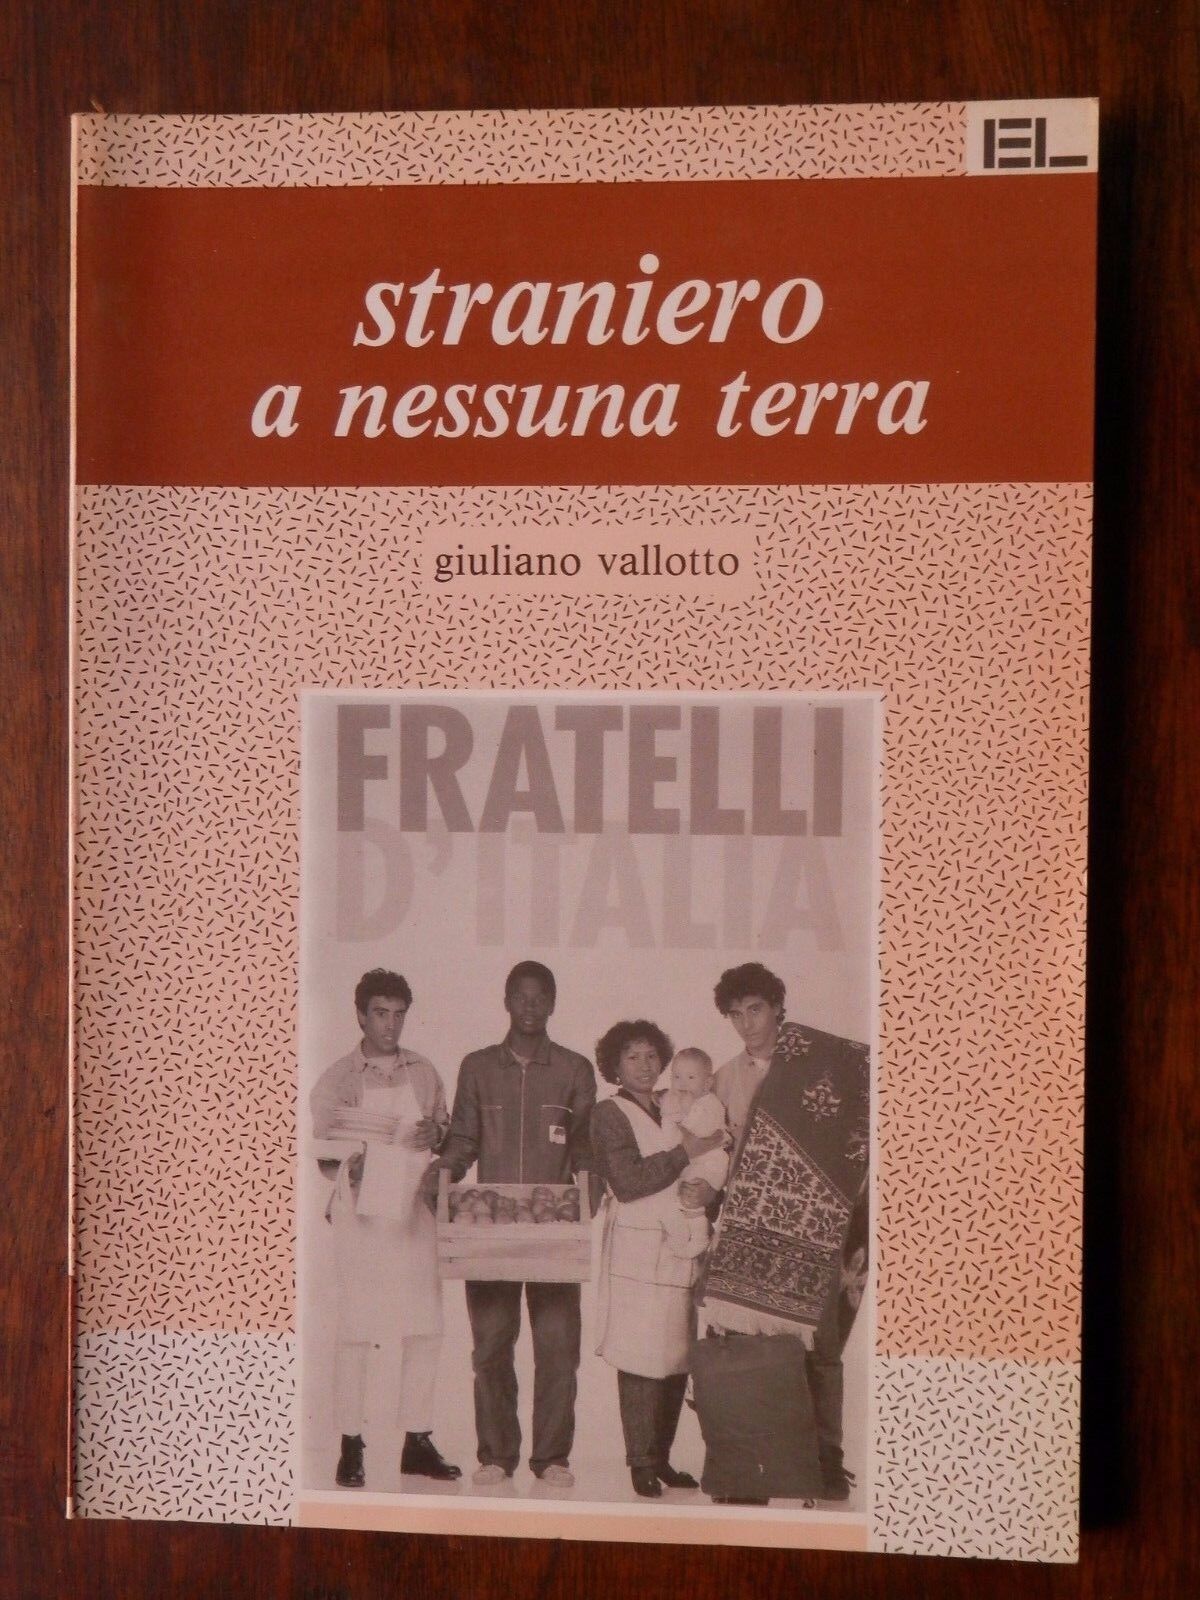 EL
straniero
a nessuna terra
giuliano vallotto
FRATELLI
D'ITALIA